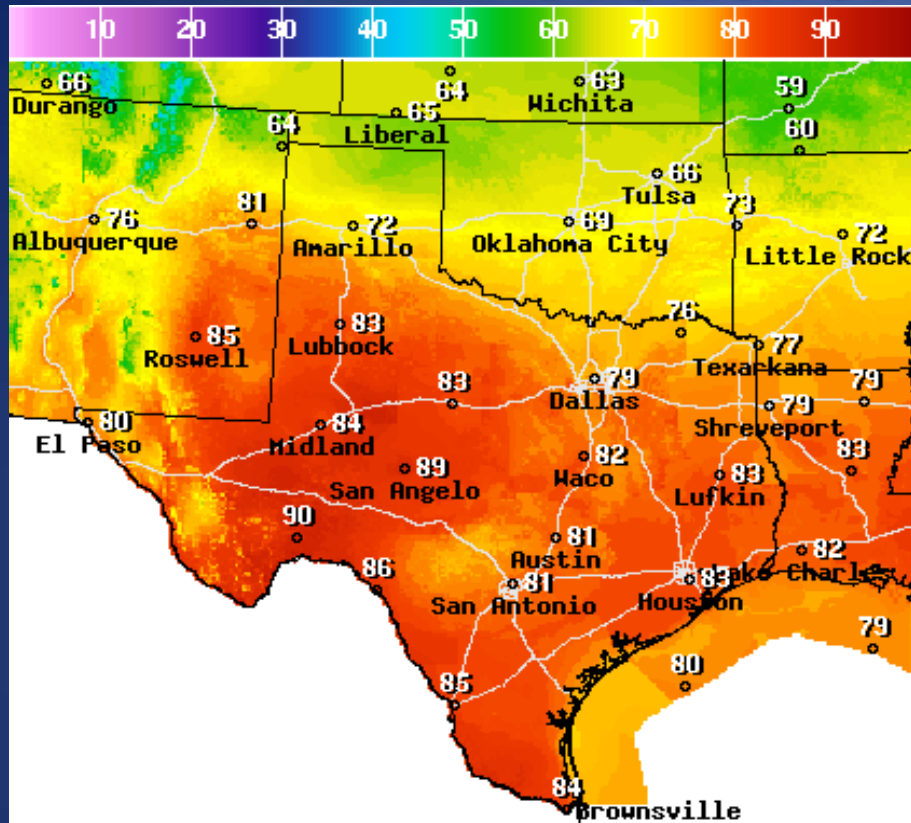 10 20 30 40 50 60 70 80 90
66
Durango
64
63
Wichita
59
65
Liberal
64
60
66
Tulsa
76
Albuquerque
81
72
Amarillo
69
Oklahoma City
73
72
Little Rock
85
Roswell
83
Lubbock
76
77
Texarkana
83
79
Dallas
79
79
Shreveport
80
El Paso
84
Midland
89
San Angelo
82
Waco
83
Lufkin
83
90
81
Austin
82
Lake Charles
86
81
San Antonio
83
Houston
79
80
85
84
Brownsville